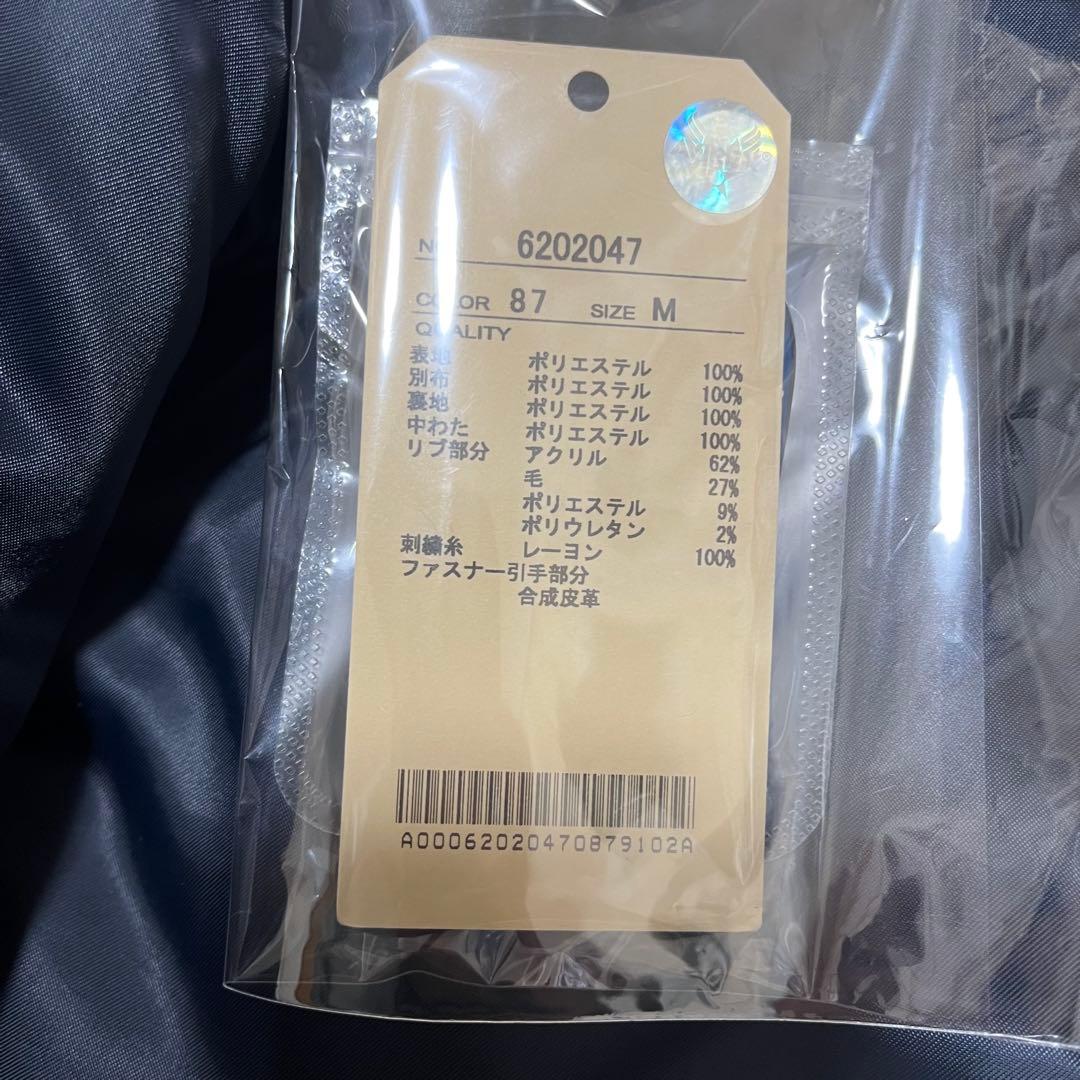 NO. 6202047
COLOR 87 SIZE M
QUALITY
表地 ポリエステル 100%
別布 ポリエステル 100%
裏地 ポリエステル 100%
中わた ポリエステル 100%
リブ部分 アクリル 62%
毛 27%
ポリエステル 9%
ポリウレタン 2%
刺繍糸 レーヨン 100%
ファスナー引手部分
合成皮革
A000620204708791​02A